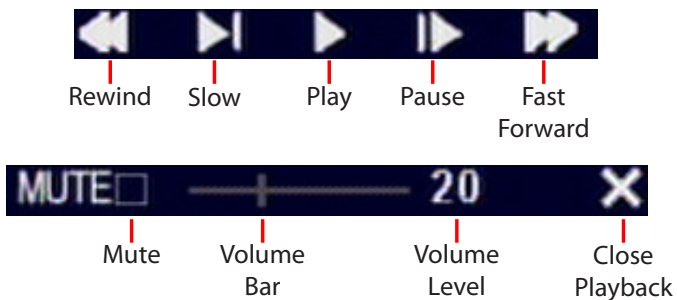 Rewind Slow Play Pause Fast Forward
MUTE 20
Mute Volume Bar Volume Level Close Playback